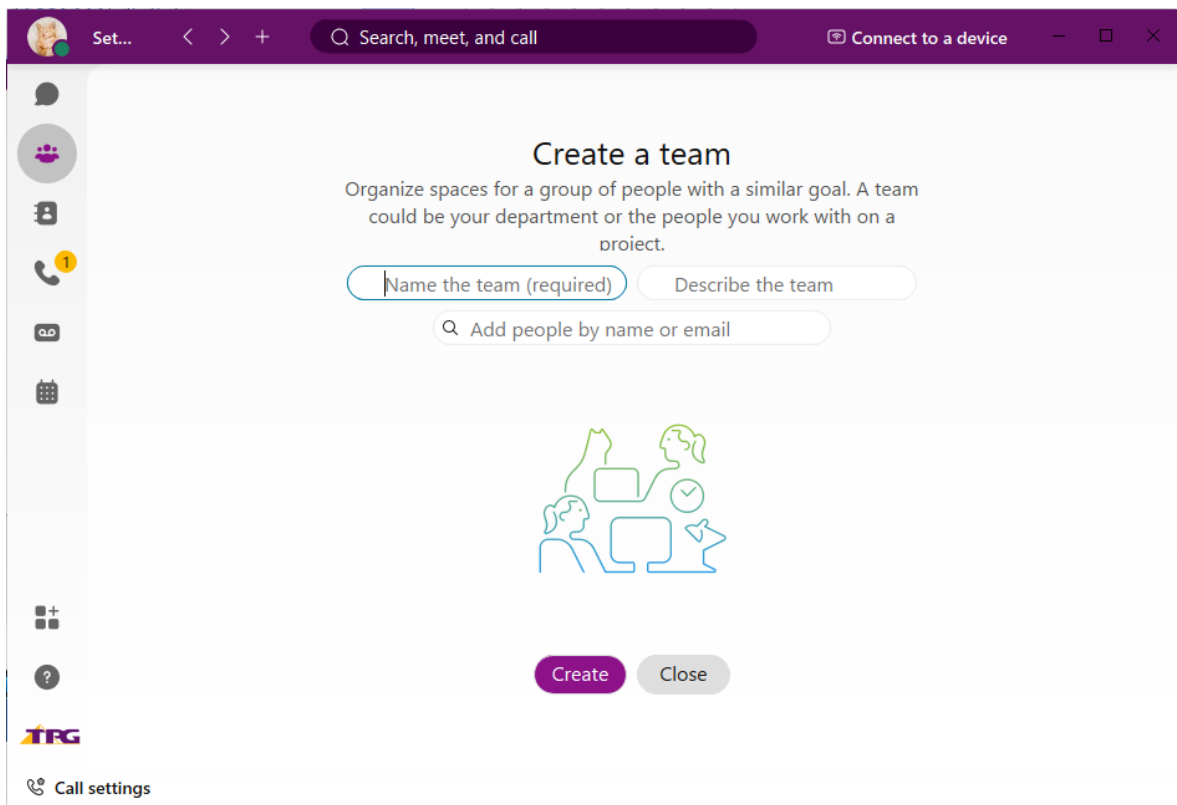 Set...
Search, meet, and call
Connect to a device
Create a team
Organize spaces for a group of people with a similar goal. A team
could be your department or the people you work with on a
project.
Name the team (required)
Describe the team
Add people by name or email
1
Create
Close
?
TPG
Call settings